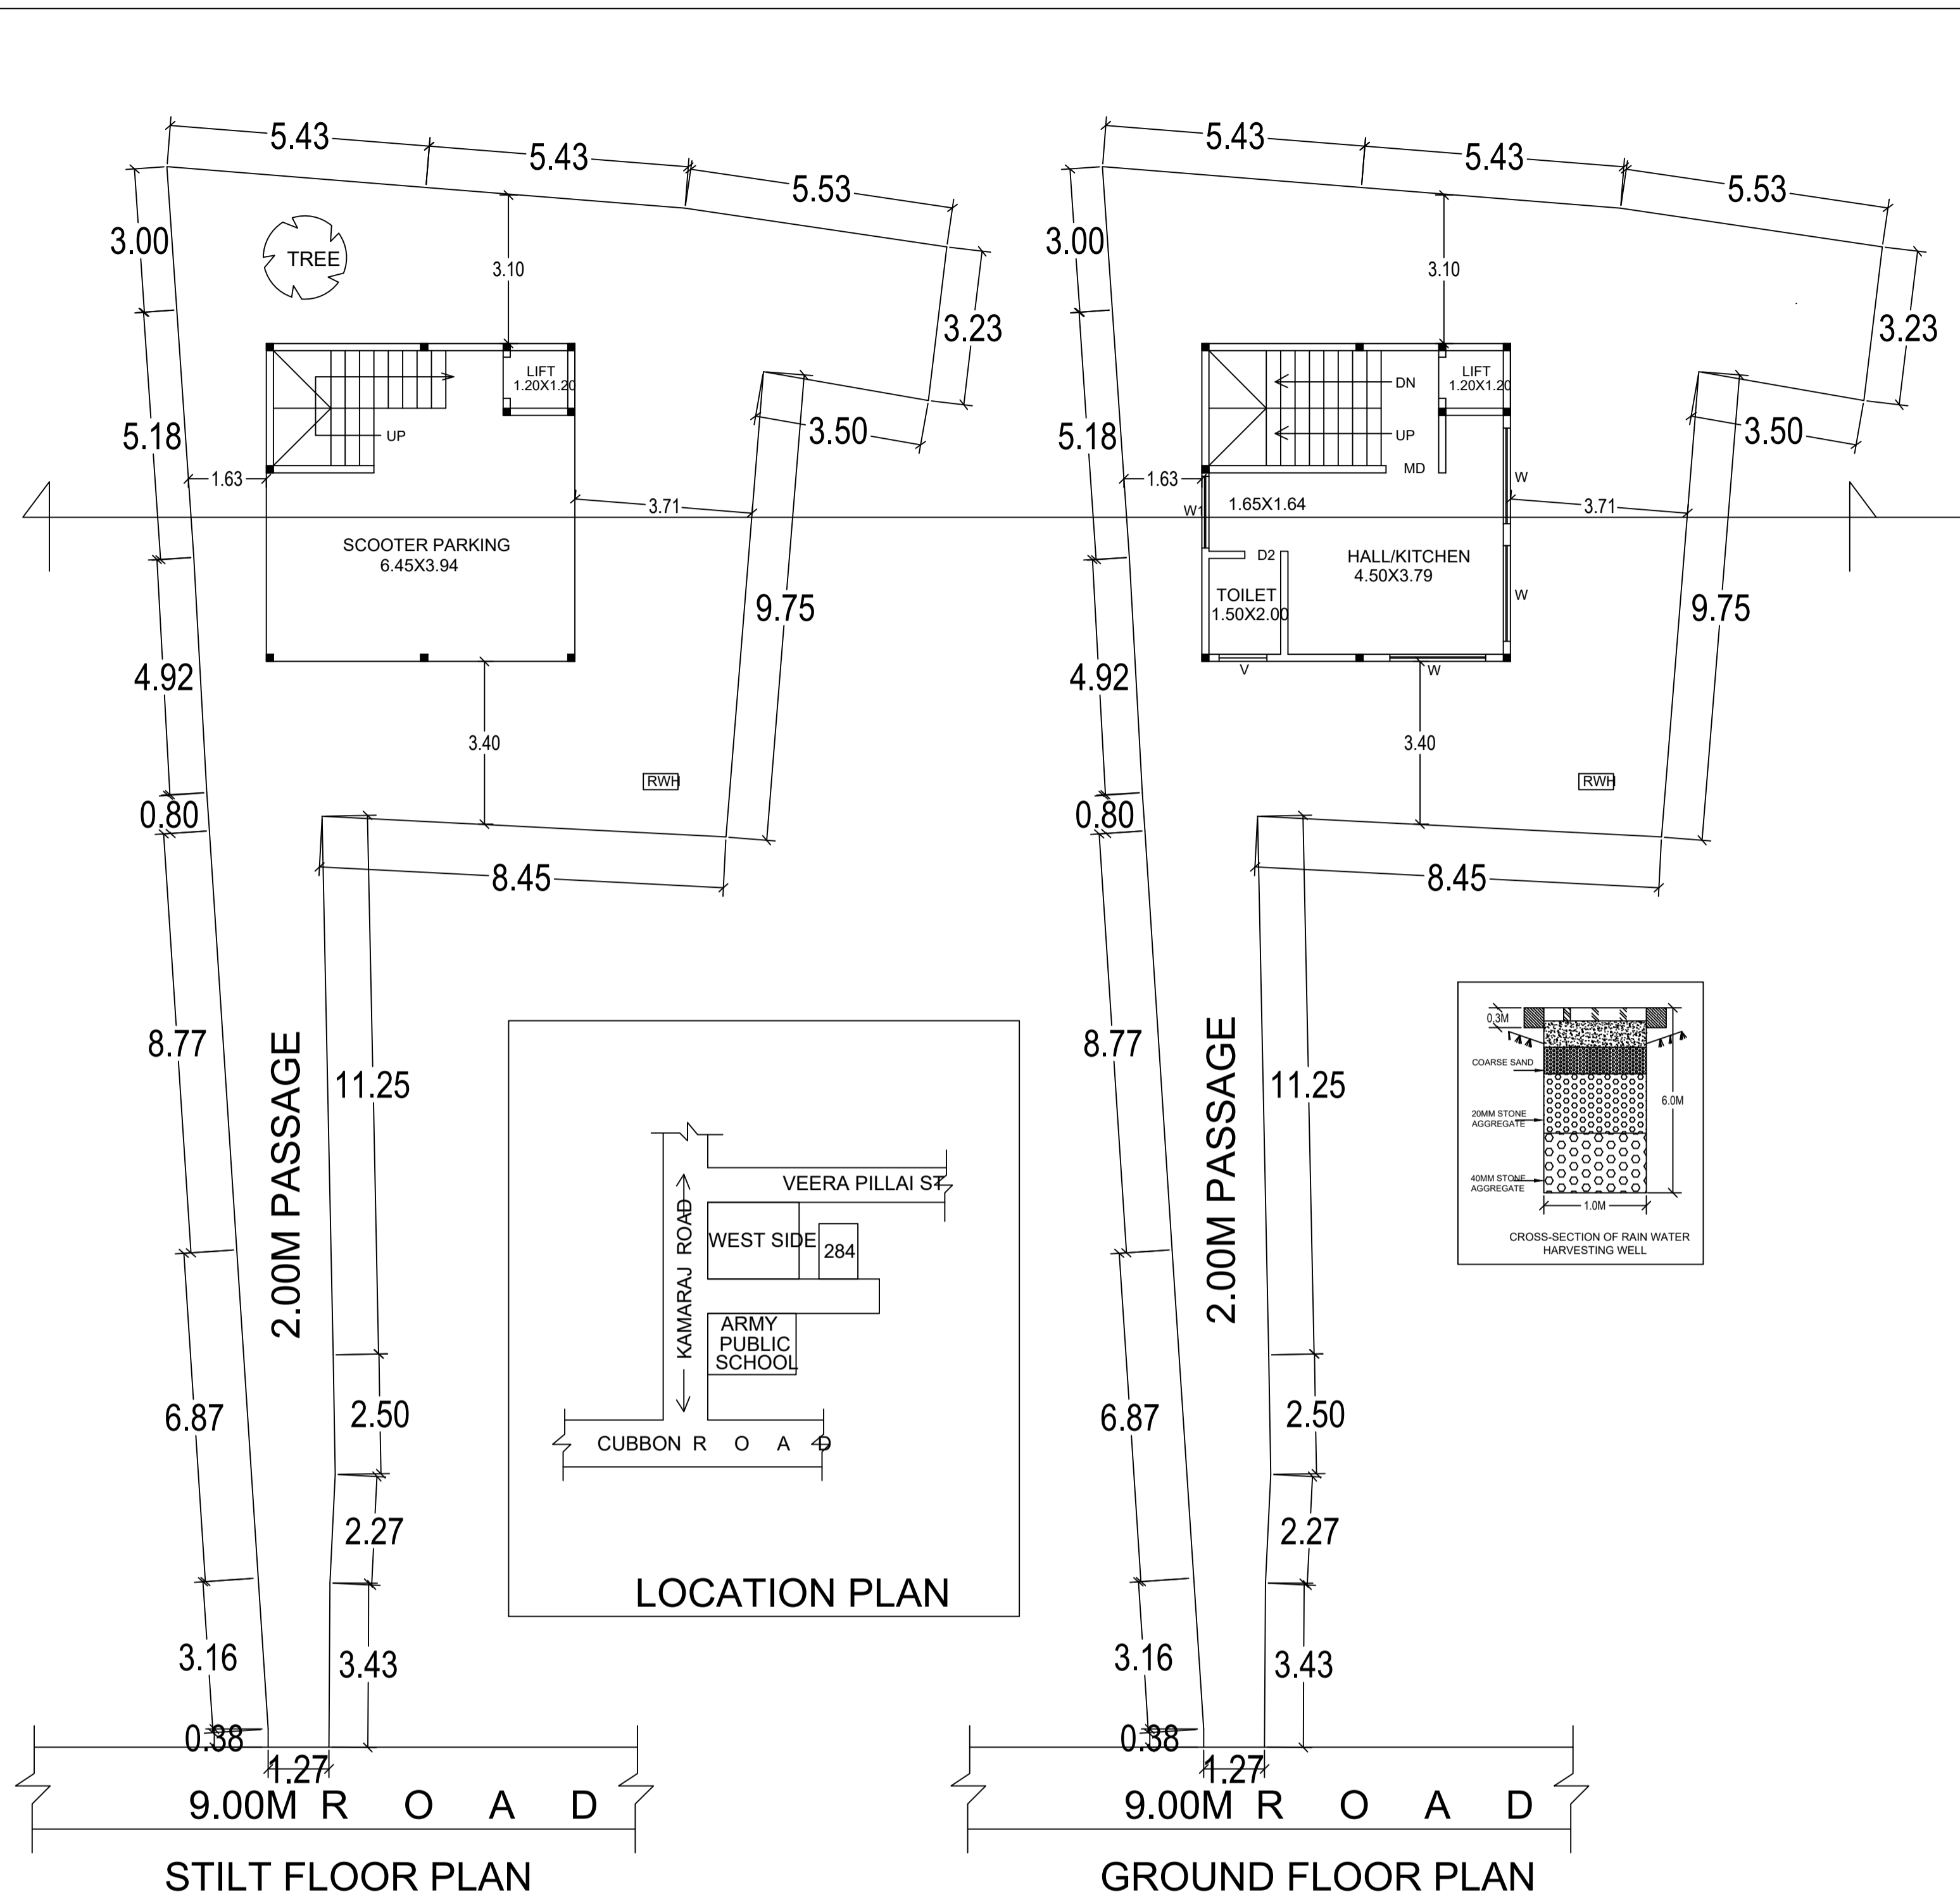 5.43
5.43
5.53
3.00
TREE
3.10
3.23
LIFT
1.20X1.20
3.50
UP
5.18
1.63
3.71
SCOOTER PARKING
6.45X3.94
9.75
4.92
3.40
RWH
0.80
8.45
8.77
2.00M PASSAGE
11.25
6.87
2.50
2.27
3.16
3.43
0.38
1.27
9.00M R O A D
STILT FLOOR PLAN
VEERA PILLAI ST
KAMARAJ ROAD
WEST SIDE
284
ARMY
PUBLIC
SCHOOL
CUBBON R O A D
LOCATION PLAN
5.43
5.43
5.53
3.00
3.10
3.23
LIFT
1.20X1.20
DN
3.50
UP
5.18
MD
1.63
W
W1
1.65X1.64
3.71
D2
HALL/KITCHEN
4.50X3.79
TOILET
1.50X2.00
W
9.75
V
W
4.92
3.40
RWH
0.80
8.45
8.77
2.00M PASSAGE
11.25
6.87
2.50
2.27
3.16
3.43
0.38
1.27
9.00M R O A D
GROUND FLOOR PLAN
0.3M
COARSE SAND
6.0M
20MM STONE
AGGREGATE
40MM STONE
AGGREGATE
1.0M
CROSS-SECTION OF RAIN WATER
HARVESTING WELL